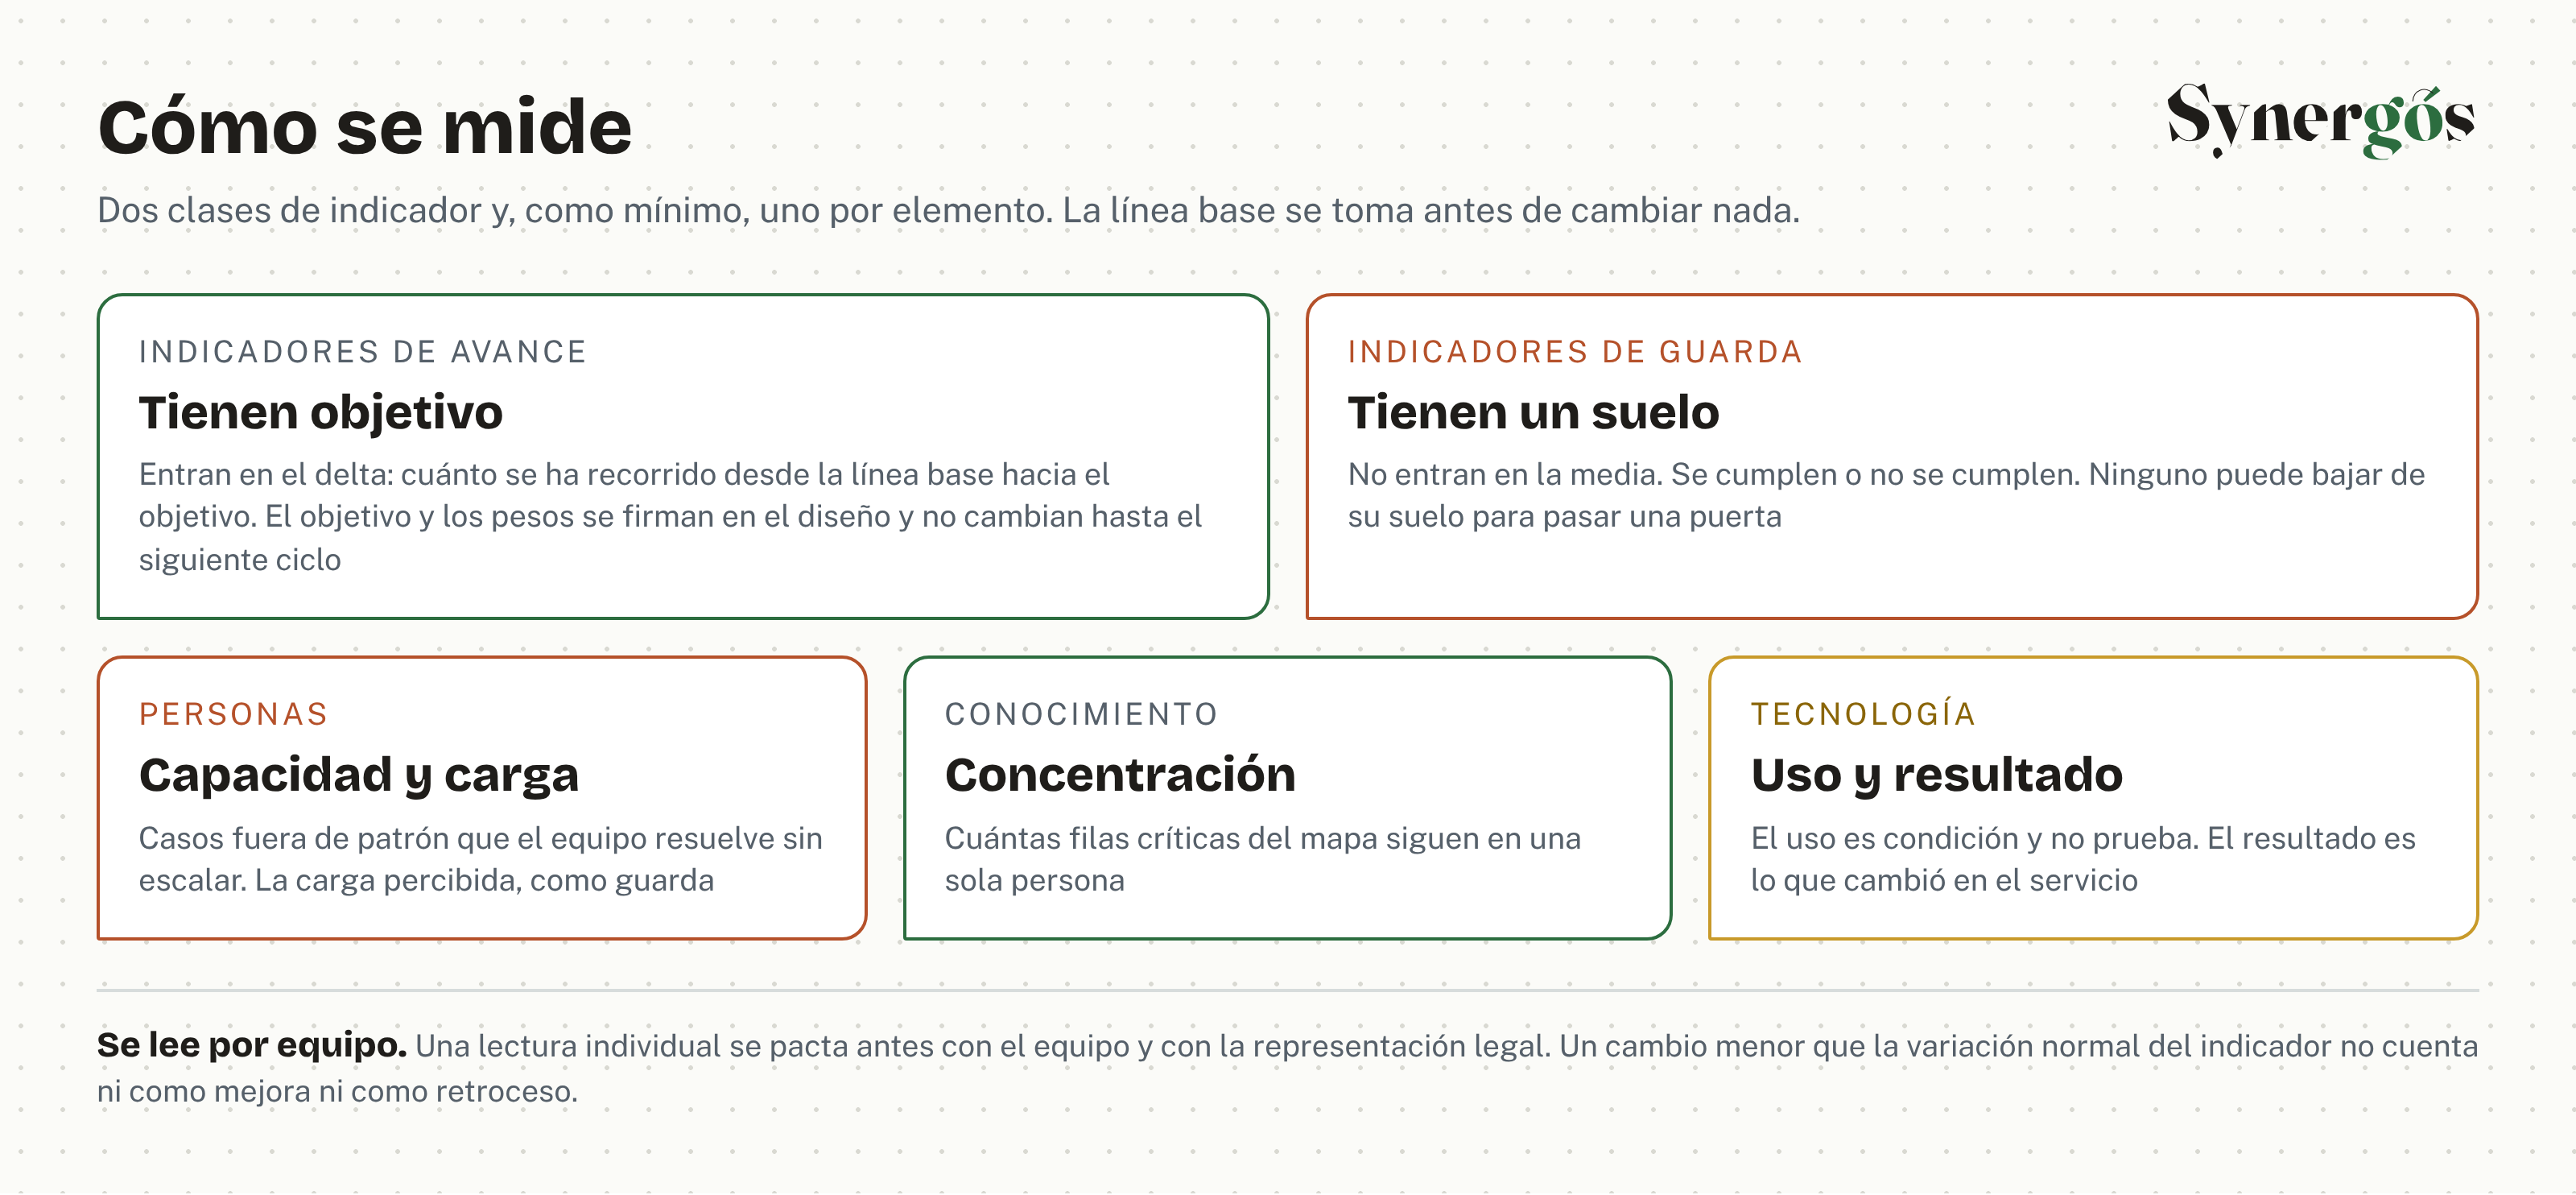 Cómo se mide
Synergós
Dos clases de indicador y, como mínimo, uno por elemento. La línea base se toma antes de cambiar nada.
INDICADORES DE AVANCE
Tienen objetivo
Entran en el delta: cuánto se ha recorrido desde la línea base hacia el
objetivo. El objetivo y los pesos se firman en el diseño y no cambian hasta el
siguiente ciclo
INDICADORES DE GUARDA
Tienen un suelo
No entran en la media. Se cumplen o no se cumplen. Ninguno puede bajar de
su suelo para pasar una puerta
PERSONAS
Capacidad y carga
Casos fuera de patrón que el equipo resuelve sin
escalar. La carga percibida, como guarda
CONOCIMIENTO
Concentración
Cuántas filas críticas del mapa siguen en una
sola persona
TECNOLOGÍA
Uso y resultado
El uso es condición y no prueba. El resultado es
lo que cambió en el servicio
Se lee por equipo. Una lectura individual se pacta antes con el equipo y con la representación legal. Un cambio menor que la variación normal del indicador no cuenta
ni como mejora ni como retroceso.